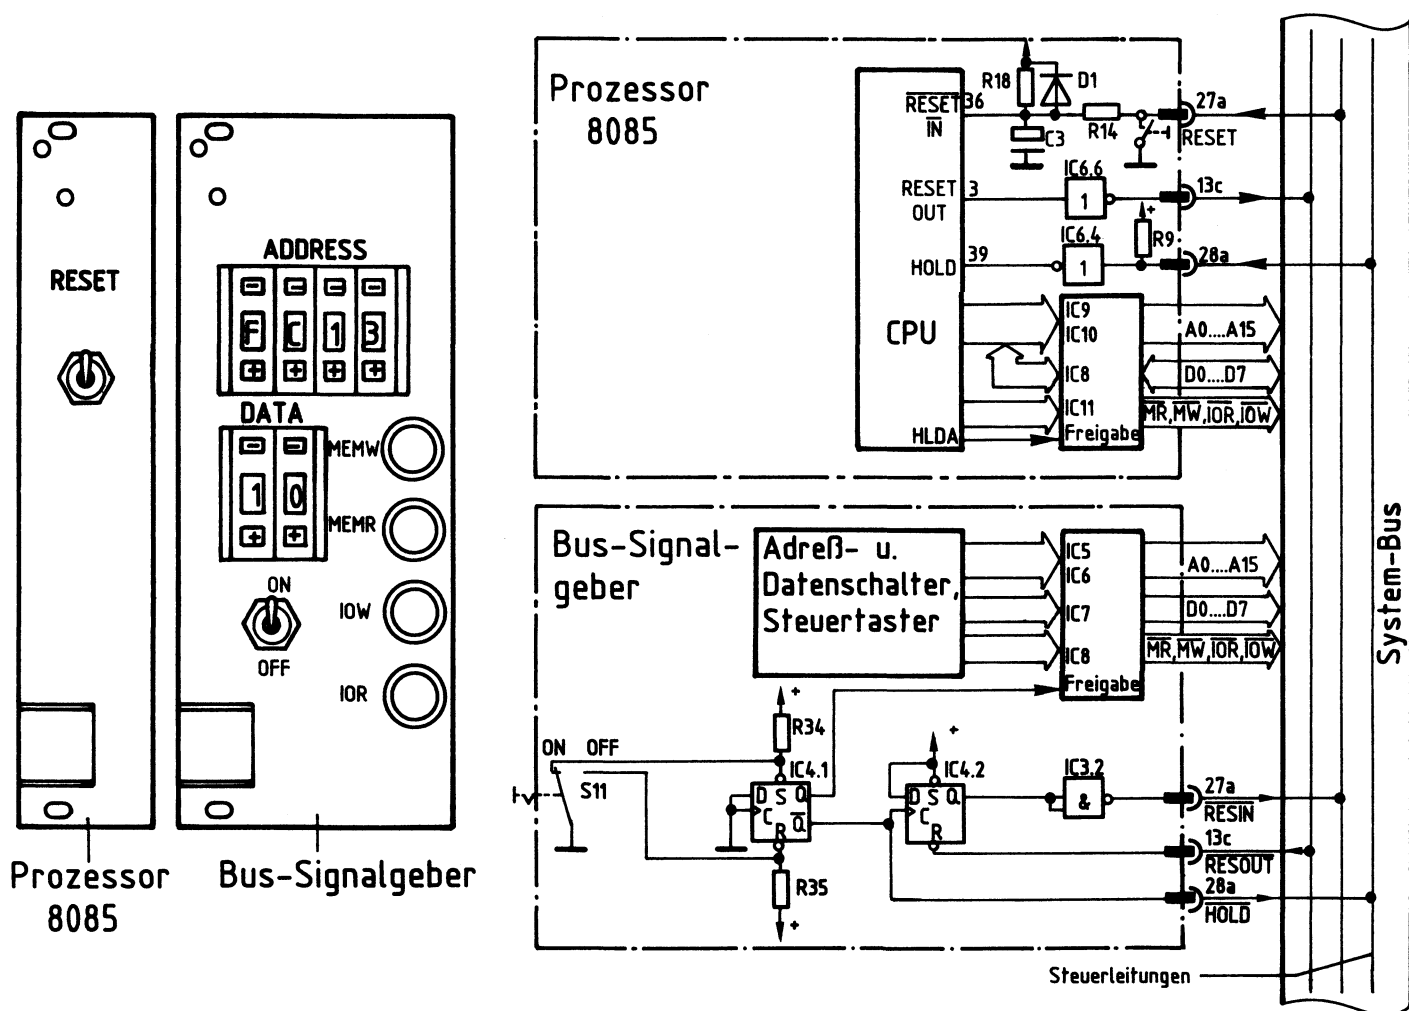 RESET
Prozessor
8085
ADDRESS
F C 1 3
DATA
1 0
MEMW
MEMR
ON
IOW
OFF
IOR
Bus-Signalgeber
Prozessor
8085
R18
D1
RESET 36
IN
C3
R14
27a
RESET
IC6.6
RESET 3
OUT
1
13c
IC6.4
+
R9
HOLD 39
1
28a
CPU
IC9
IC10
A0....A15
IC8
D0....D7
IC11
MR, MW, IOR, IOW
HLDA
Freigabe
Bus-Signal-
geber
Adreß- u.
Datenschalter,
Steuertaster
IC5
IC6
A0....A15
IC7
D0....D7
IC8
MR, MW, IOR, IOW
Freigabe
+
R34
ON OFF
S11
IC4.1
D S Q
C
R Q
R35
+
+
IC4.2
D S Q
C
R
IC3.2
&
27a
RESIN
13c
RESOUT
28a
HOLD
Steuerleitungen
System-Bus